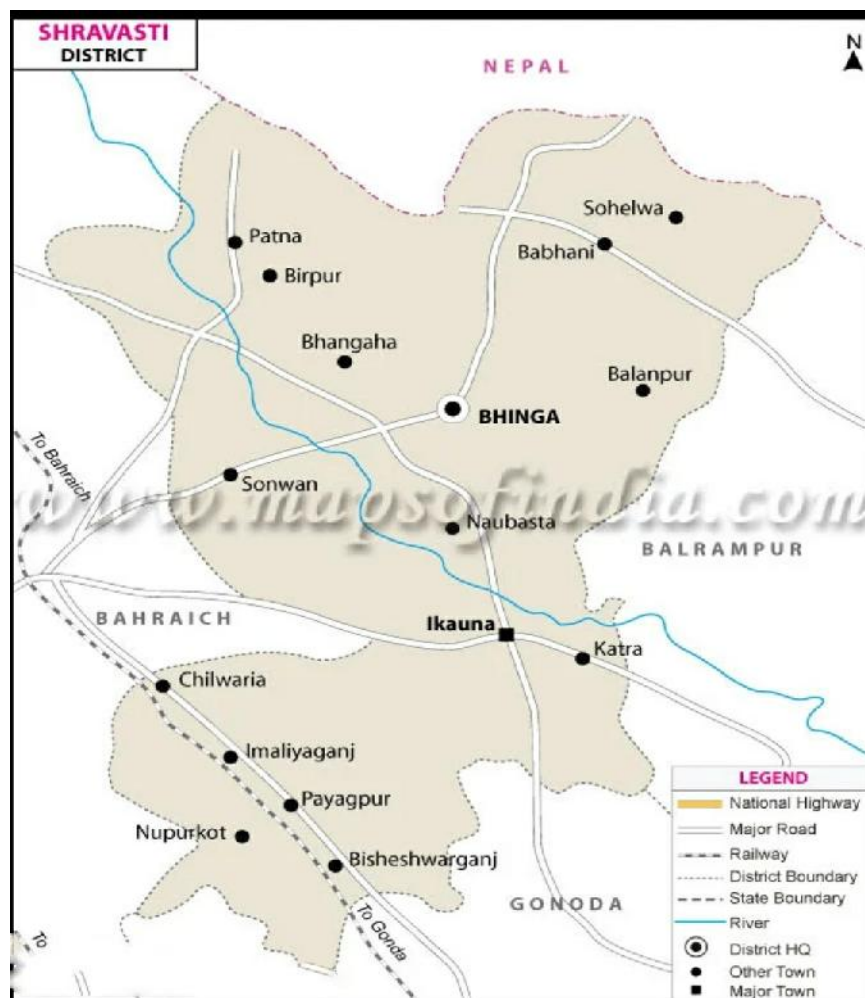 SHRAVASTI
DISTRICT
N
NEPAL
Sohelwa
Patna
Babhani
Birpur
Bhangaha
Balanpur
BHINGA
To Bahraich
Sonwan
www.mapsofindia.com
Naubasta
BALRAMPUR
BAHRAICH
Ikauna
Katra
Chilwaria
Imaliyaganj
Payagpur
Nupurkot
Bisheshwarganj
GONODA
To Gonda
To
LEGEND
National Highway
Major Road
Railway
District Boundary
State Boundary
River
District HQ
Other Town
Major Town